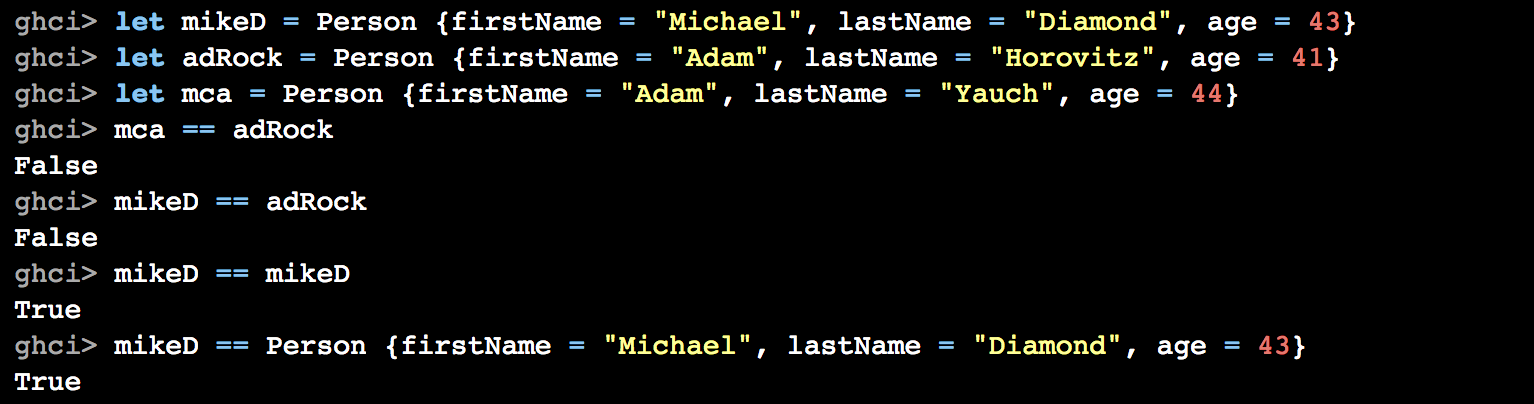 ghci> let mikeD = Person {firstName = "Michael", lastName = "Diamond", age = 43}
ghci> let adRock = Person {firstName = "Adam", lastName = "Horovitz", age = 41}
ghci> let mca = Person {firstName = "Adam", lastName = "Yauch", age = 44}
ghci> mca == adRock
False
ghci> mikeD == adRock
False
ghci> mikeD == mikeD
True
ghci> mikeD == Person {firstName = "Michael", lastName = "Diamond", age = 43}
True